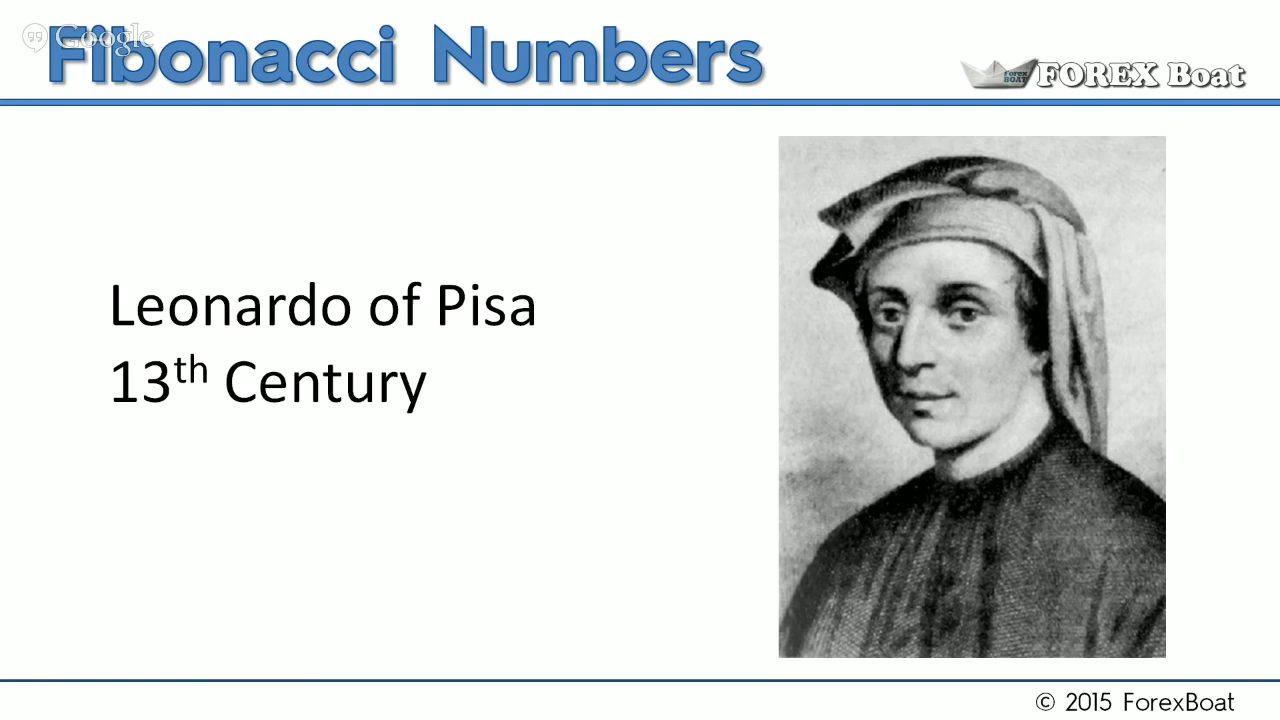 Google
Fibonacci Numbers
forex
BOAT
FOREX Boat
Leonardo of Pisa
13th Century
© 2015 ForexBoat